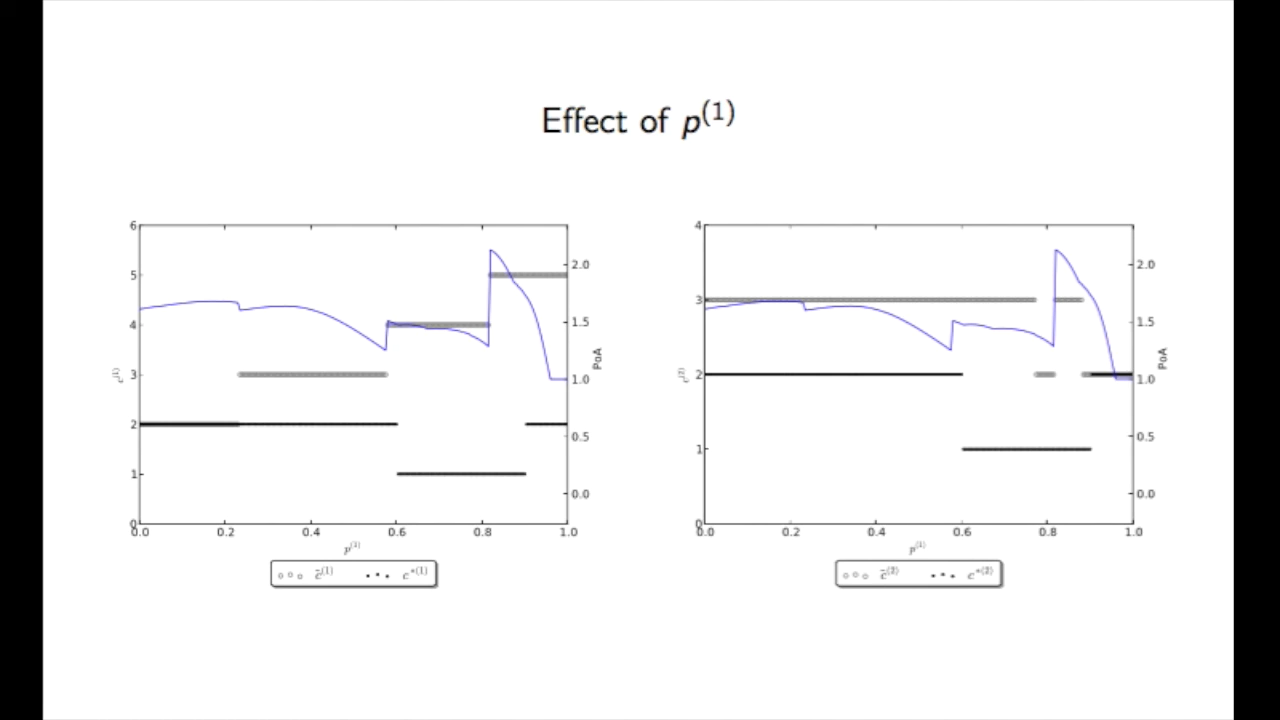 Effect of p^(1)
6
5
4
3
2
1
0
c^(1)
2.0
1.5
1.0
0.5
0.0
PoA
0.0 0.2 0.4 0.6 0.8 1.0
p^(1)
c̃^(1) c*^(1)
4
3
2
1
0
c^(2)
2.0
1.5
1.0
0.5
0.0
PoA
0.0 0.2 0.4 0.6 0.8 1.0
p^(1)
c̃^(2) c*^(2)